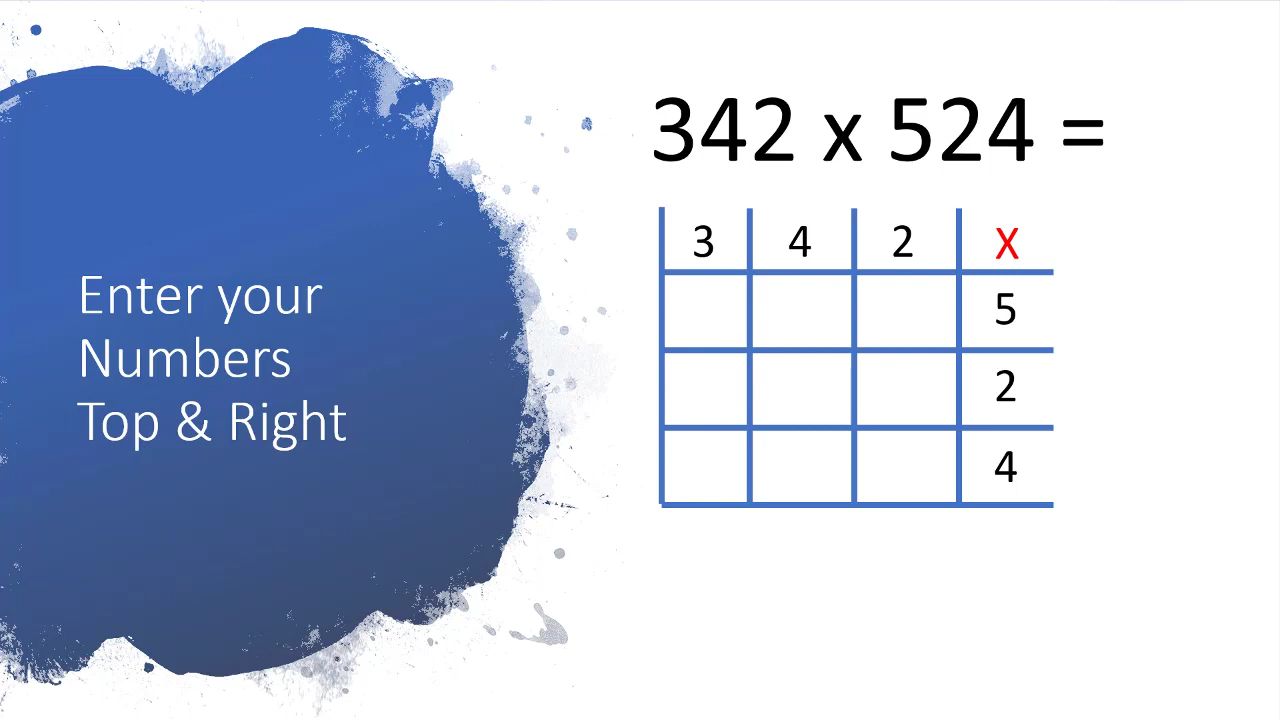 Enter your
Numbers
Top & Right
342 x 524 =
3 4 2 X
5
2
4